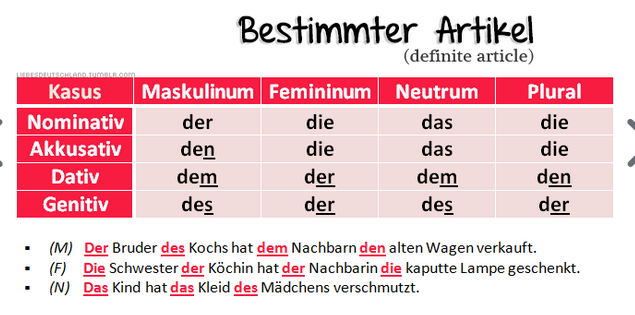 Bestimmter Artikel
(definite article)
LIEBESDEUTSCHLAND.TUMBLR.COM
Kasus Maskulinum Femininum Neutrum Plural
Nominativ der die das die
Akkusativ den die das die
Dativ dem der dem den
Genitiv des der des der
▪ (M) Der Bruder des Kochs hat dem Nachbarn den alten Wagen verkauft.
▪ (F) Die Schwester der Köchin hat der Nachbarin die kaputte Lampe geschenkt.
▪ (N) Das Kind hat das Kleid des Mädchens verschmutzt.